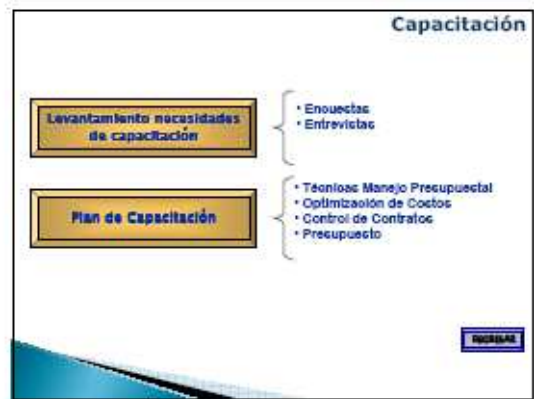 Capacitación
Levantamiento necesidades
de capacitación
• Encuestas
• Entrevistas
Plan de Capacitación
• Técnicas Manejo Presupuestal
• Optimización de Costos
• Control de Contratos
• Presupuesto